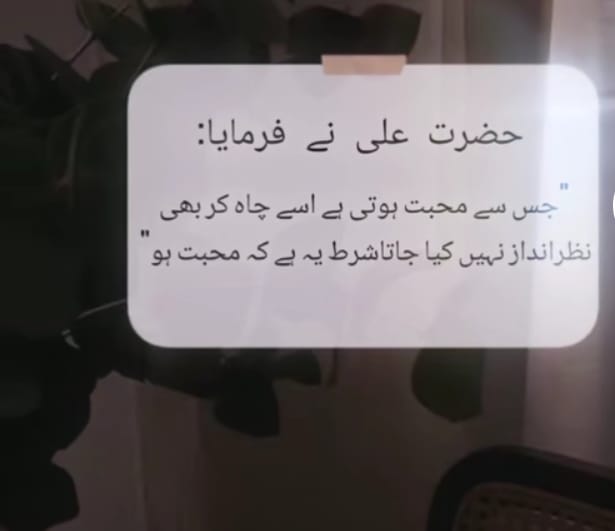 حضرت علی نے فرمایا:
"جس سے محبت ہوتی ہے اسے چاہ کر بھی
نظرانداز نہیں کیا جاتاشرط یہ ہے کہ محبت ہو"